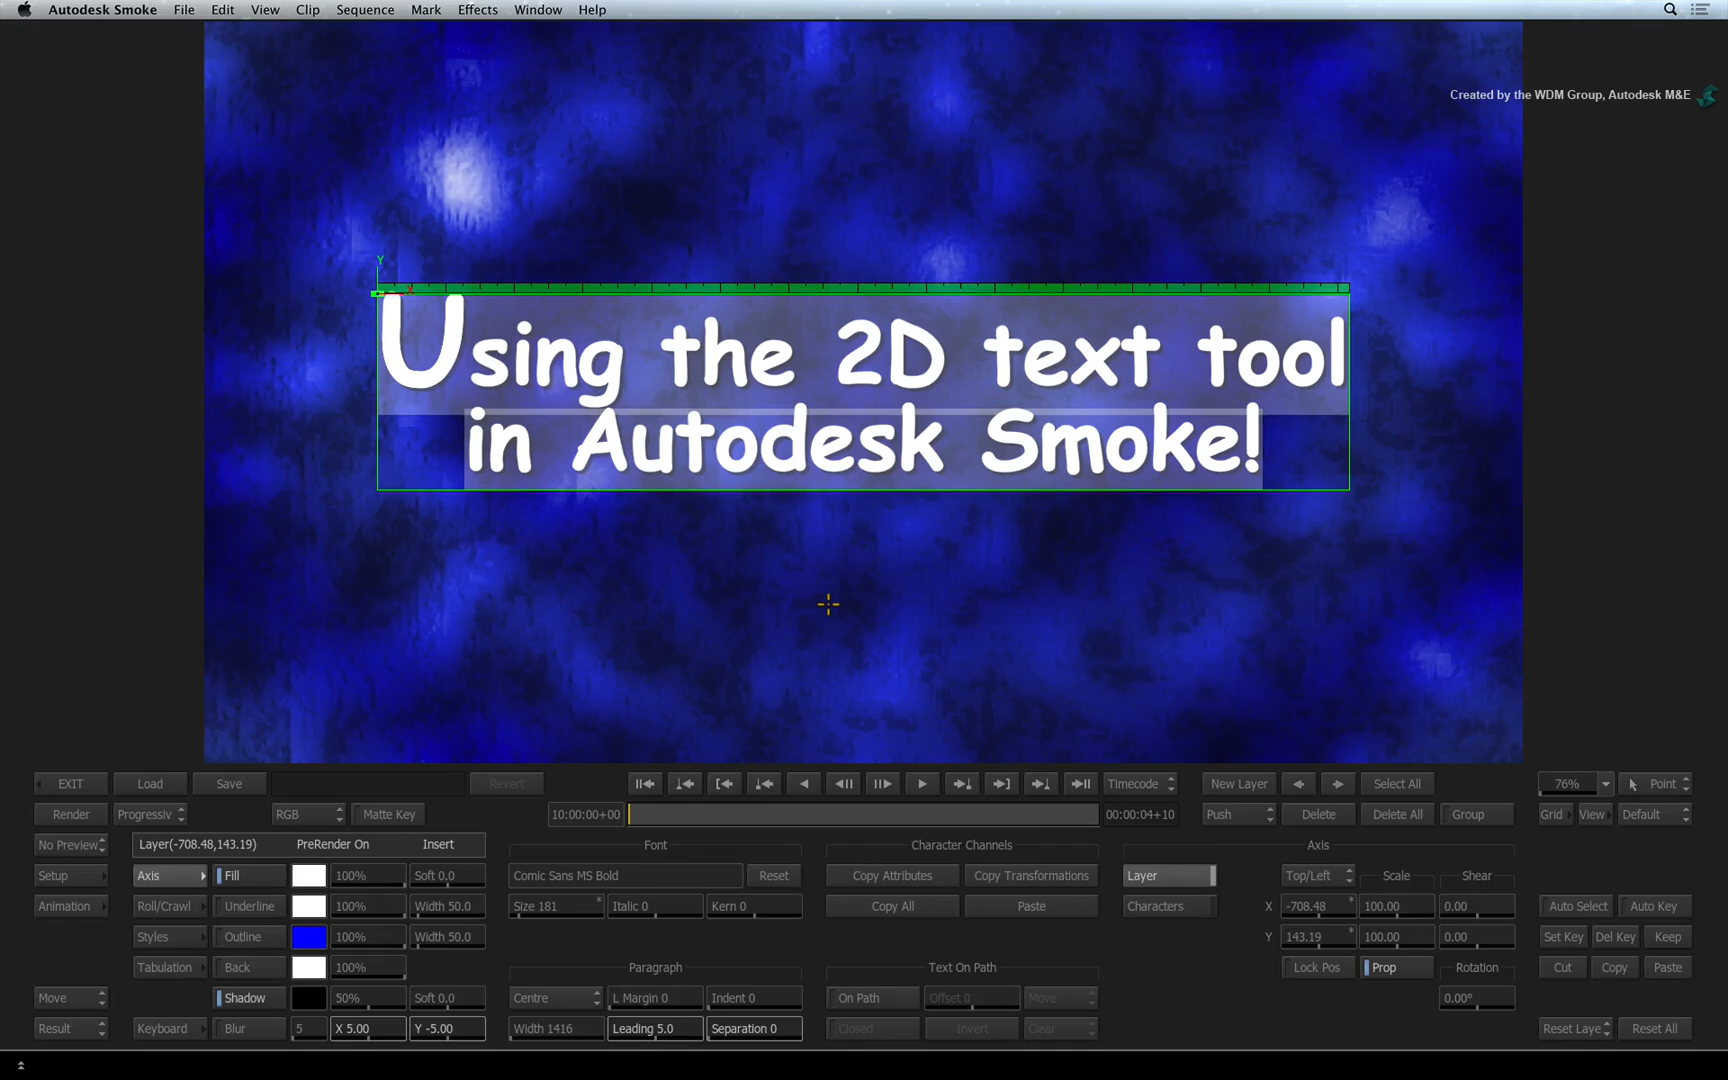 Autodesk Smoke File Edit View Clip Sequence Mark Effects Window Help
Created by the WDM Group, Autodesk M&E
Y
X
Using the 2D text tool
in Autodesk Smoke!
EXIT Load Save Revert Timecode New Layer Select All 76% Point
Render Progressiv RGB Matte Key 10:00:00+00 00:00:04+10 Push Delete Delete All Group Grid View Default
No Preview Layer(-708.48,143.19) PreRender On Insert Font Character Channels Axis
Setup Axis Fill 100% Soft 0.0 Comic Sans MS Bold Reset Copy Attributes Copy Transformations Layer Top/Left Scale Shear
Animation Roll/Crawl Underline 100% Width 50.0 Size 181 * Italic 0 Kern 0 Copy All Paste Characters X -708.48 * 100.00 0.00 Auto Select Auto Key
Styles Outline 100% Width 50.0 Y 143.19 * 100.00 0.00 Set Key Del Key Keep
Tabulation Back 100% Paragraph Text On Path Lock Pos Prop Rotation Cut Copy Paste
Move Shadow 50% Soft 0.0 Centre L Margin 0 Indent 0 On Path Offset 0 Move 0.00°
Result Keyboard Blur 5 X 5.00 Y -5.00 Width 1416 Leading 5.0 Separation 0 Closed Invert Clear Reset Laye Reset All